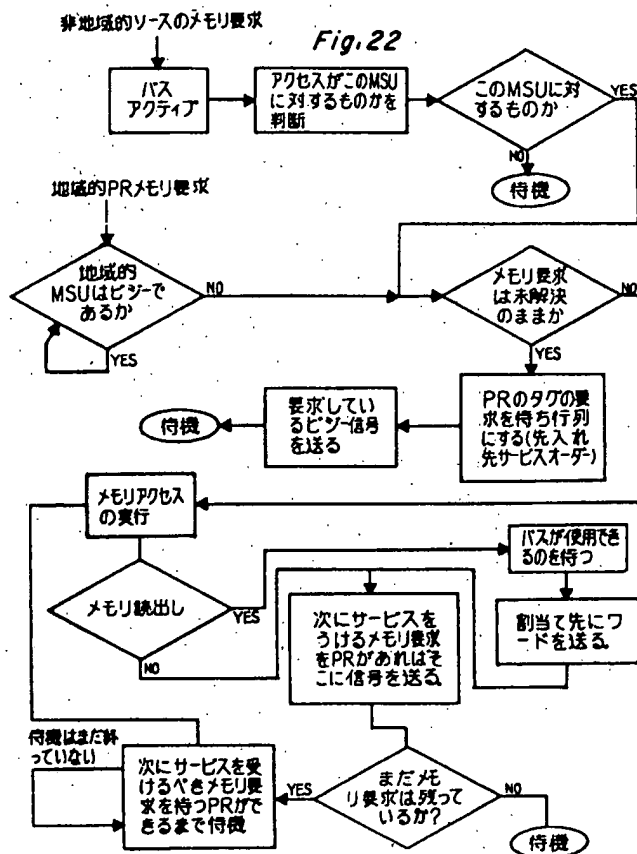 非地域的ソースのメモリ要求
Fig.22
バス
アクティブ
アクセスがこのMSU
に対するものかを
判断
このMSUに対
するものか
YES
NO
待機
地域的PRメモリ要求
地域的
MSUはビジーで
あるか
NO
YES
メモリ要求
は未解決
のままか
NO
YES
PRのタグの要
求を待ち行列
にする(先入れ
先サービスオーダー)
要求してい
るビジー信号
を送る
待機
メモリアクセス
の実行
メモリ読出し
YES
NO
バスが使用でき
るのを待つ
割当て先にワ
ードを送る.
次にサービスを
うけるメモリ要求
をPRがあればそ
こに信号を送る.
まだメモ
リ要求は残って
いるか?
YES
NO
待機
次にサービスを受
けるべきメモリ要
求を持つPRがで
きるまで待機
待機はまだ終
っていない